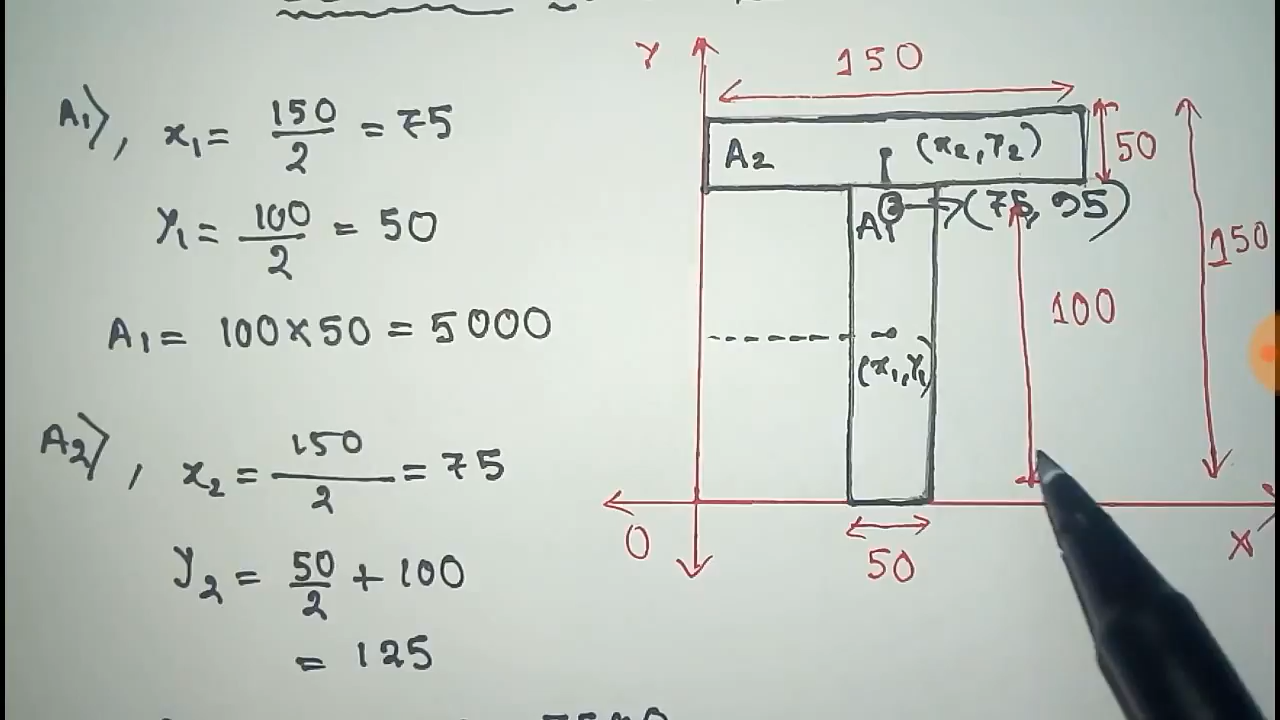 A1), x1 = 150/2 = 75
Y1 = 100/2 = 50
A1 = 100 × 50 = 5000
A2), x2 = 150/2 = 75
y2 = 50/2 + 100
= 125
Y
150
A2
(x2, Y2)
50
A1
G → (75, 95)
150
100
(x1, Y1)
O
50
X